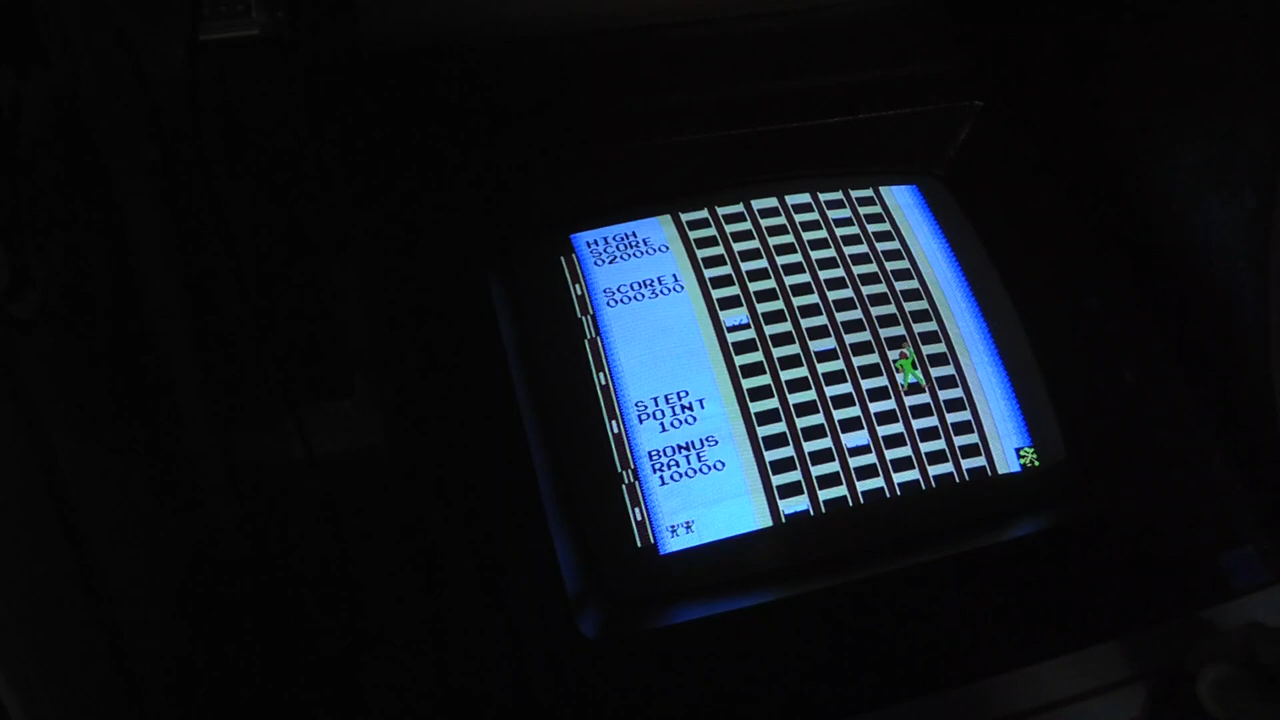 HIGH
SCORE
020000
SCORE1
000300
STEP
POINT
100
BONUS
RATE
10000